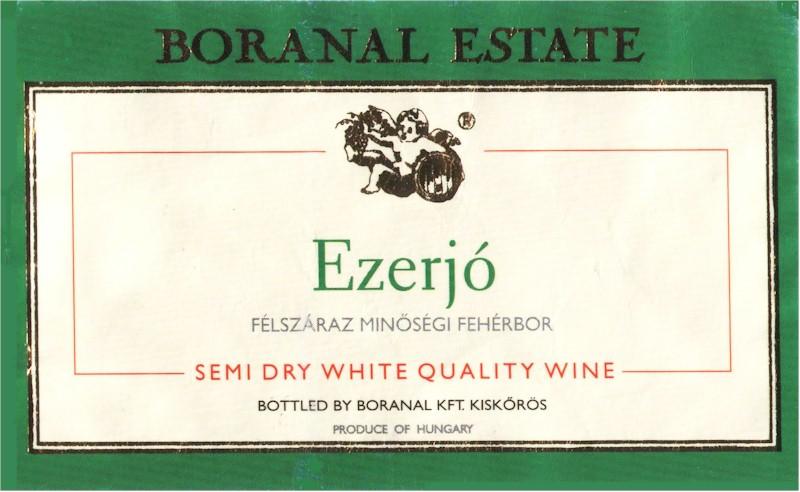 BORANAL ESTATE
®
Ezerjó
FÉLSZÁRAZ MINŐSÉGI FEHÉRBOR
SEMI DRY WHITE QUALITY WINE
BOTTLED BY BORANAL KFT. KISKŐRÖS
PRODUCE OF HUNGARY